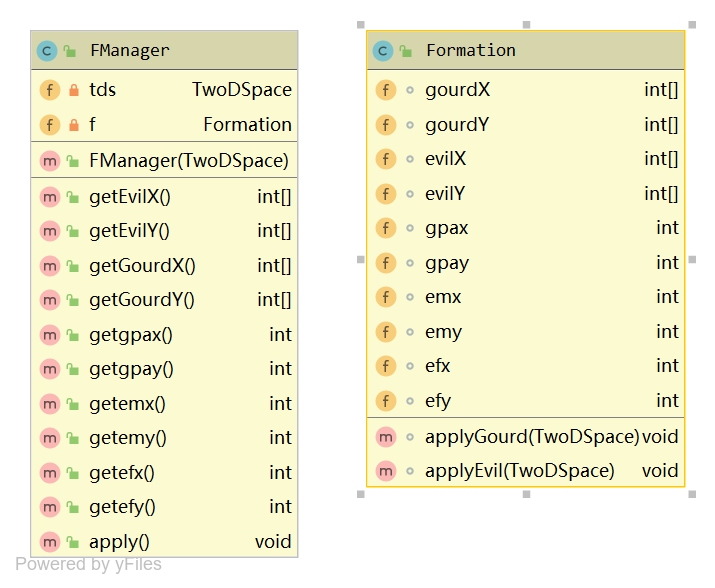 FManager
tds TwoDSpace
f Formation
FManager(TwoDSpace)
getEvilX() int[]
getEvilY() int[]
getGourdX() int[]
getGourdY() int[]
getgpax() int
getgpay() int
getemx() int
getemy() int
getefx() int
getefy() int
apply() void
Powered by yFiles
Formation
gourdX int[]
gourdY int[]
evilX int[]
evilY int[]
gpax int
gpay int
emx int
emy int
efx int
efy int
applyGourd(TwoDSpace) void
applyEvil(TwoDSpace) void